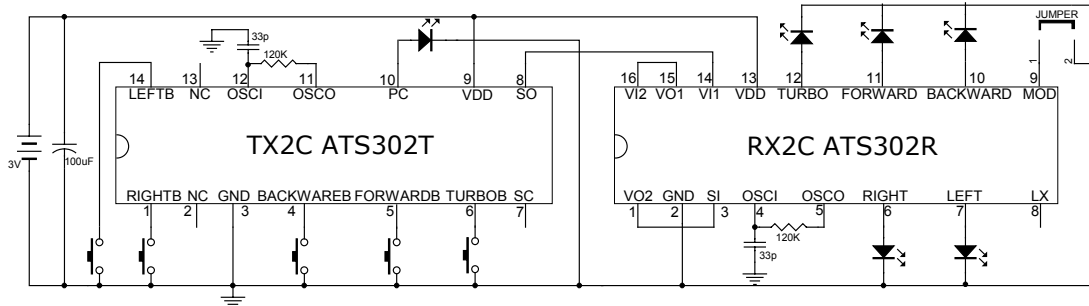 JUMPER
33p
120K
1 2
14 13 12 11 10 9 8
16 15 14 13 12 11 10 9
LEFTB NC OSCI OSCO PC VDD SO
VI2 VO1 VI1 VDD TURBO FORWARD BACKWARD MOD
TX2C ATS302T
RX2C ATS302R
3V
100uF
RIGHTB NC GND BACKWAREB FORWARDB TURBOB SC
VO2 GND SI OSCI OSCO RIGHT LEFT LX
1 2 3 4 5 6 7
1 2 3 4 5 6 7 8
120K
33p